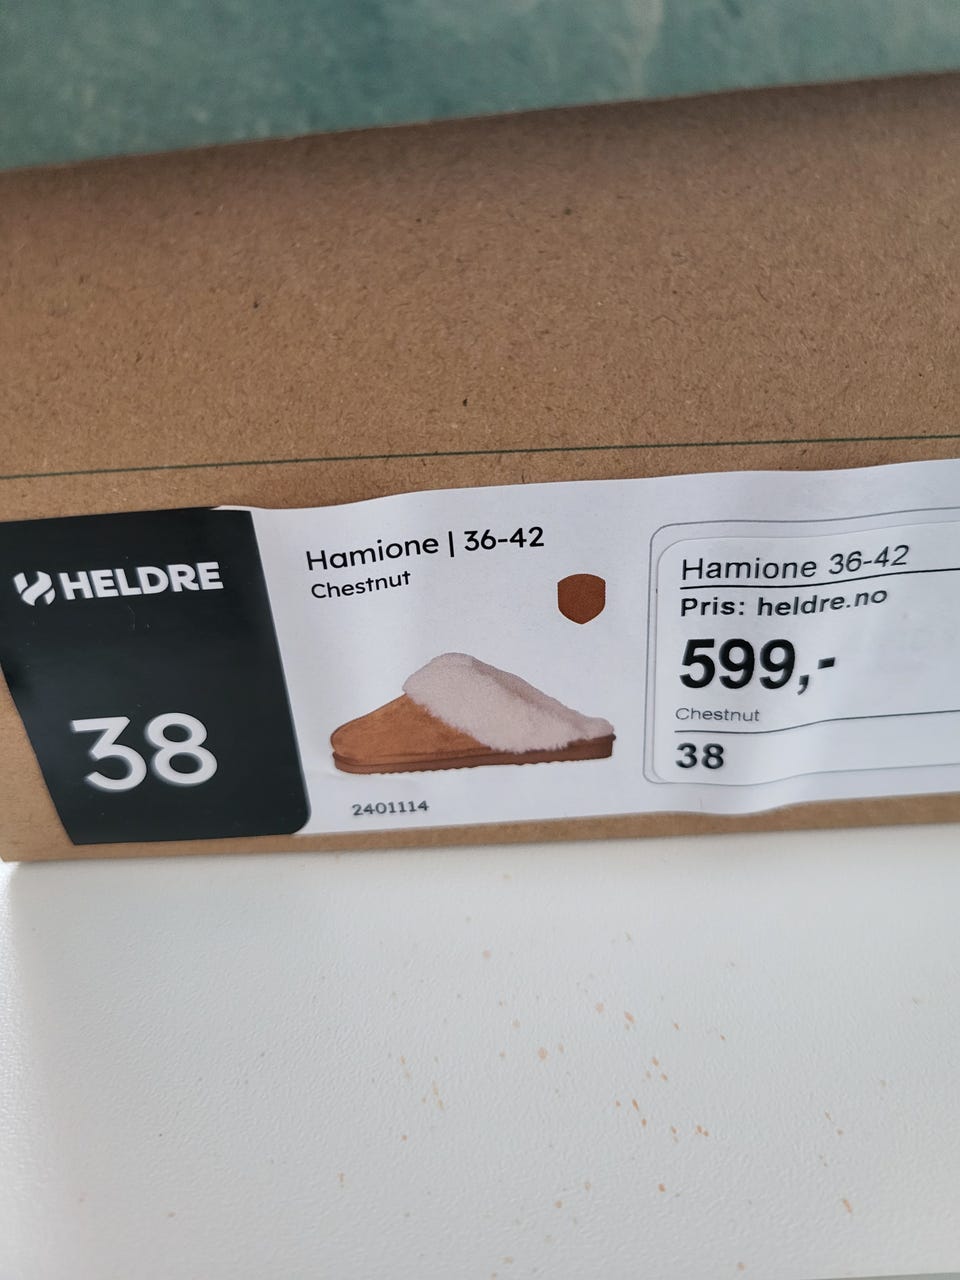 HELDRE
38
Hamione | 36-42
Chestnut
2401114
Hamione 36-42
Pris: heldre.no
599,-
Chestnut
38